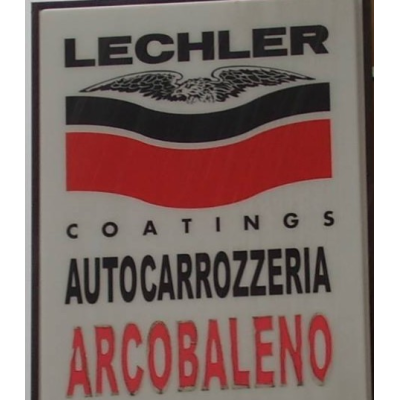 LECHLER
COATINGS
AUTOCARROZZERIA
ARCOBALENO